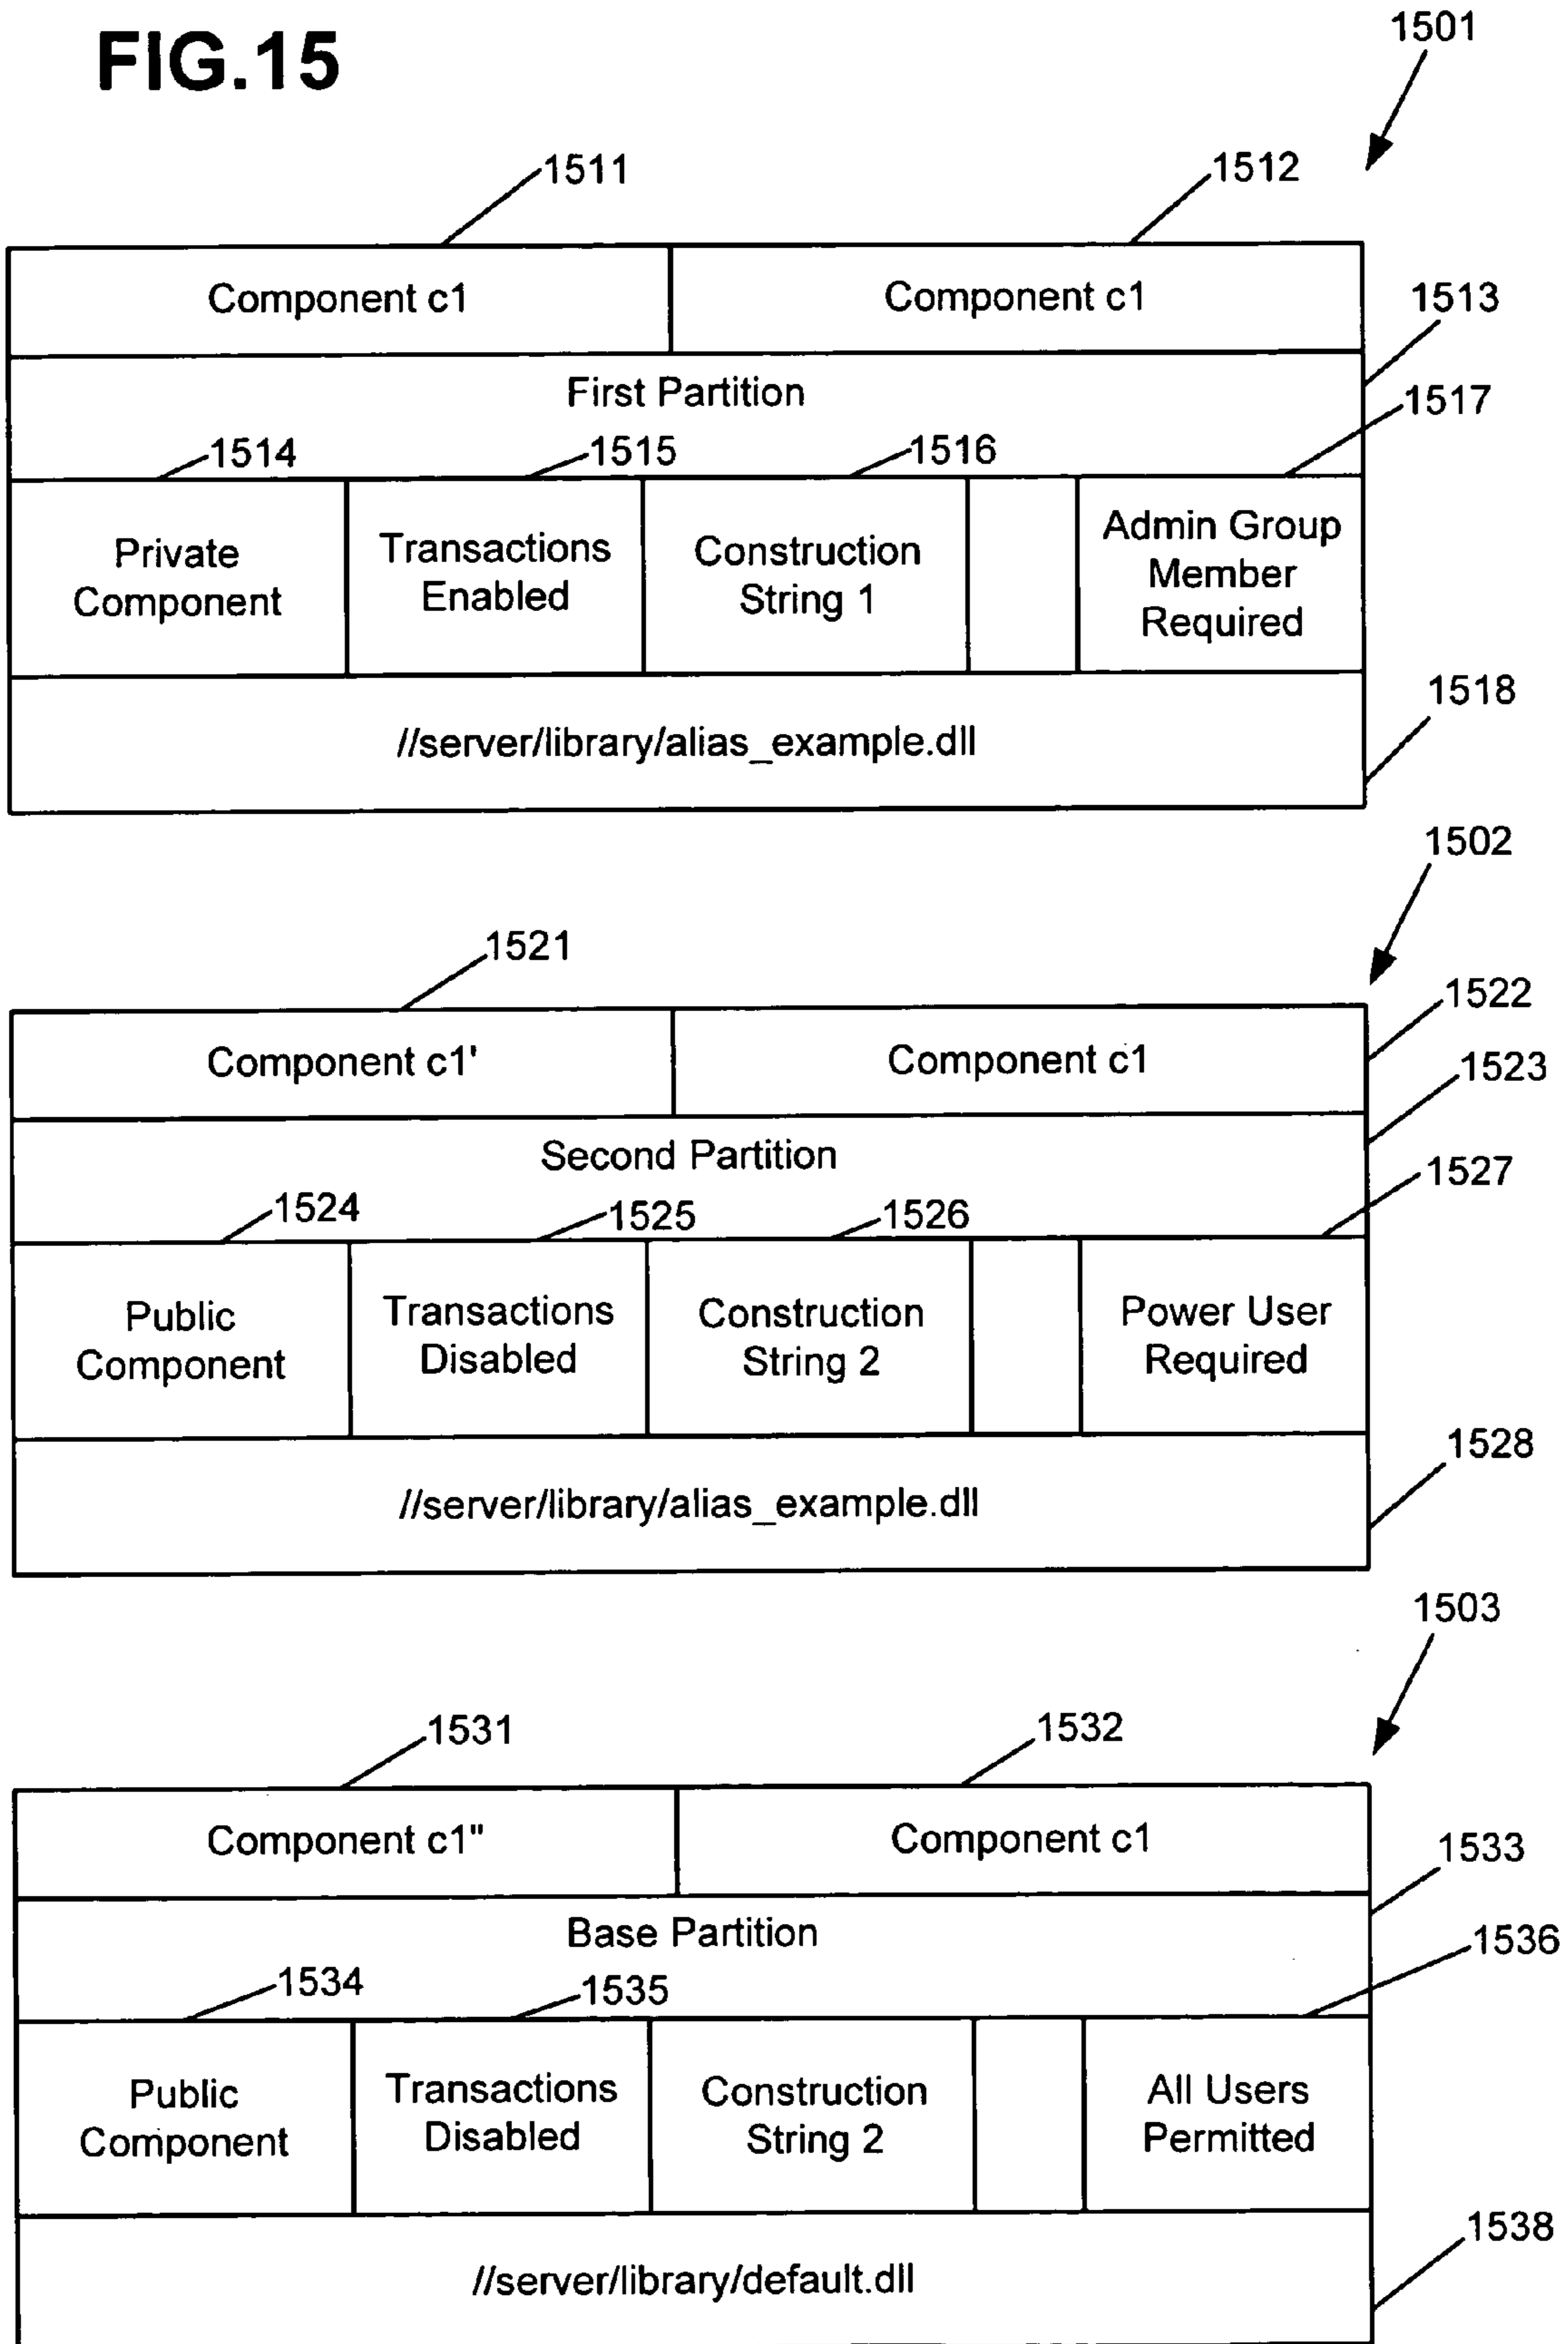 FIG.15
1501
1511
1512
Component c1
Component c1
1513
First Partition
1517
1514
1515
1516
Private
Component
Transactions
Enabled
Construction
String 1
Admin Group
Member
Required
1518
//server/library/alias_example.dll
1502
1521
1522
Component c1'
Component c1
1523
Second Partition
1527
1524
1525
1526
Public
Component
Transactions
Disabled
Construction
String 2
Power User
Required
1528
//server/library/alias_example.dll
1503
1531
1532
Component c1"
Component c1
1533
Base Partition
1536
1534
1535
Public
Component
Transactions
Disabled
Construction
String 2
All Users
Permitted
1538
//server/library/default.dll